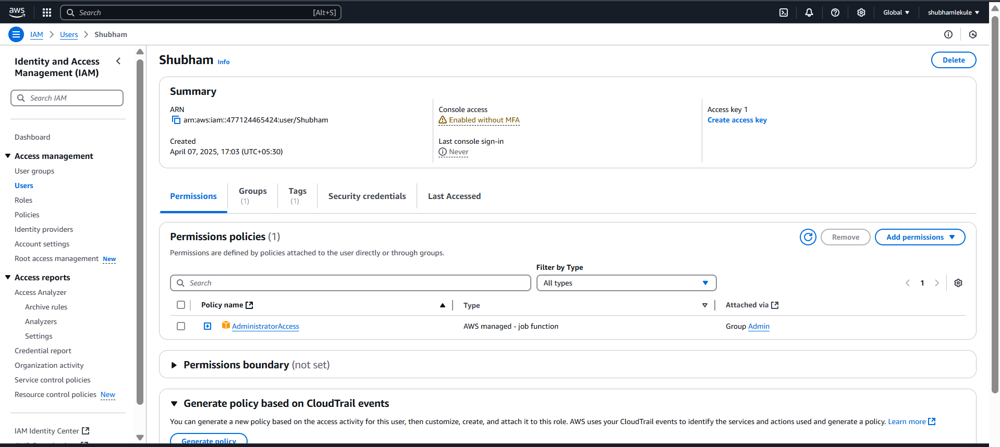 aws
Search [Alt+S]
Global
shubhamlekule
IAM
Users
Shubham
Identity and Access
Management (IAM)
Search IAM
Dashboard
Access management
User groups
Users
Roles
Policies
Identity providers
Account settings
Root access management New
Access reports
Access Analyzer
Archive rules
Analyzers
Settings
Credential report
Organization activity
Service control policies
Resource control policies New
IAM Identity Center
Shubham Info
Delete
Summary
ARN
arn:aws:iam::477124465424:user/Shubham
Created
April 07, 2025, 17:03 (UTC+05:30)
Console access
Enabled without MFA
Last console sign-in
Never
Access key 1
Create access key
Permissions
Groups
(1)
Tags
(1)
Security credentials
Last Accessed
Permissions policies (1)
Remove
Add permissions
Permissions are defined by policies attached to the user directly or through groups.
Filter by Type
Search
All types
1
Policy name
Type
Attached via
AdministratorAccess
AWS managed - job function
Group Admin
Permissions boundary (not set)
Generate policy based on CloudTrail events
You can generate a new policy based on the access activity for this user, then customize, create, and attach it to this role. AWS uses your CloudTrail events to identify the services and actions used and generate a policy. Learn more
Generate policy